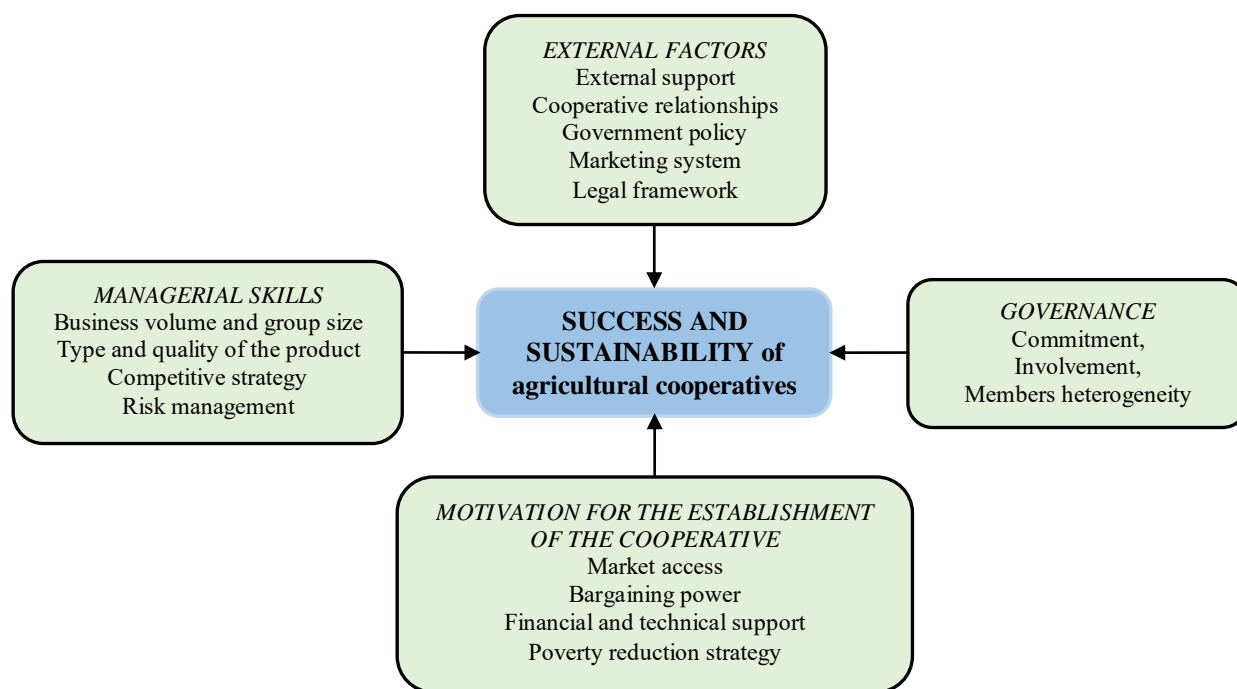 EXTERNAL FACTORS
External support
Cooperative relationships
Government policy
Marketing system
Legal framework
MANAGERIAL SKILLS
Business volume and group size
Type and quality of the product
Competitive strategy
Risk management
SUCCESS AND
SUSTAINABILITY of
agricultural cooperatives
GOVERNANCE
Commitment,
Involvement,
Members heterogeneity
MOTIVATION FOR THE ESTABLISHMENT
OF THE COOPERATIVE
Market access
Bargaining power
Financial and technical support
Poverty reduction strategy